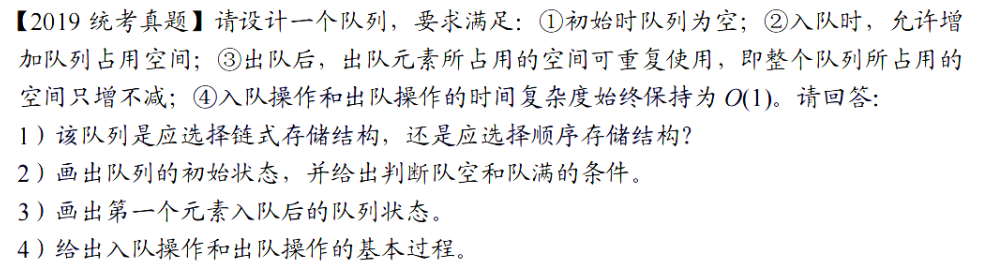 【2019 统考真题】请设计一个队列，要求满足：①初始时队列为空；②入队时，允许增
加队列占用空间；③出队后，出队元素所占用的空间可重复使用，即整个队列所占用的
空间只增不减；④入队操作和出队操作的时间复杂度始终保持为 O(1)。请回答：
1）该队列是应选择链式存储结构，还是应选择顺序存储结构？
2）画出队列的初始状态，并给出判断队空和队满的条件。
3）画出第一个元素入队后的队列状态。
4）给出入队操作和出队操作的基本过程。